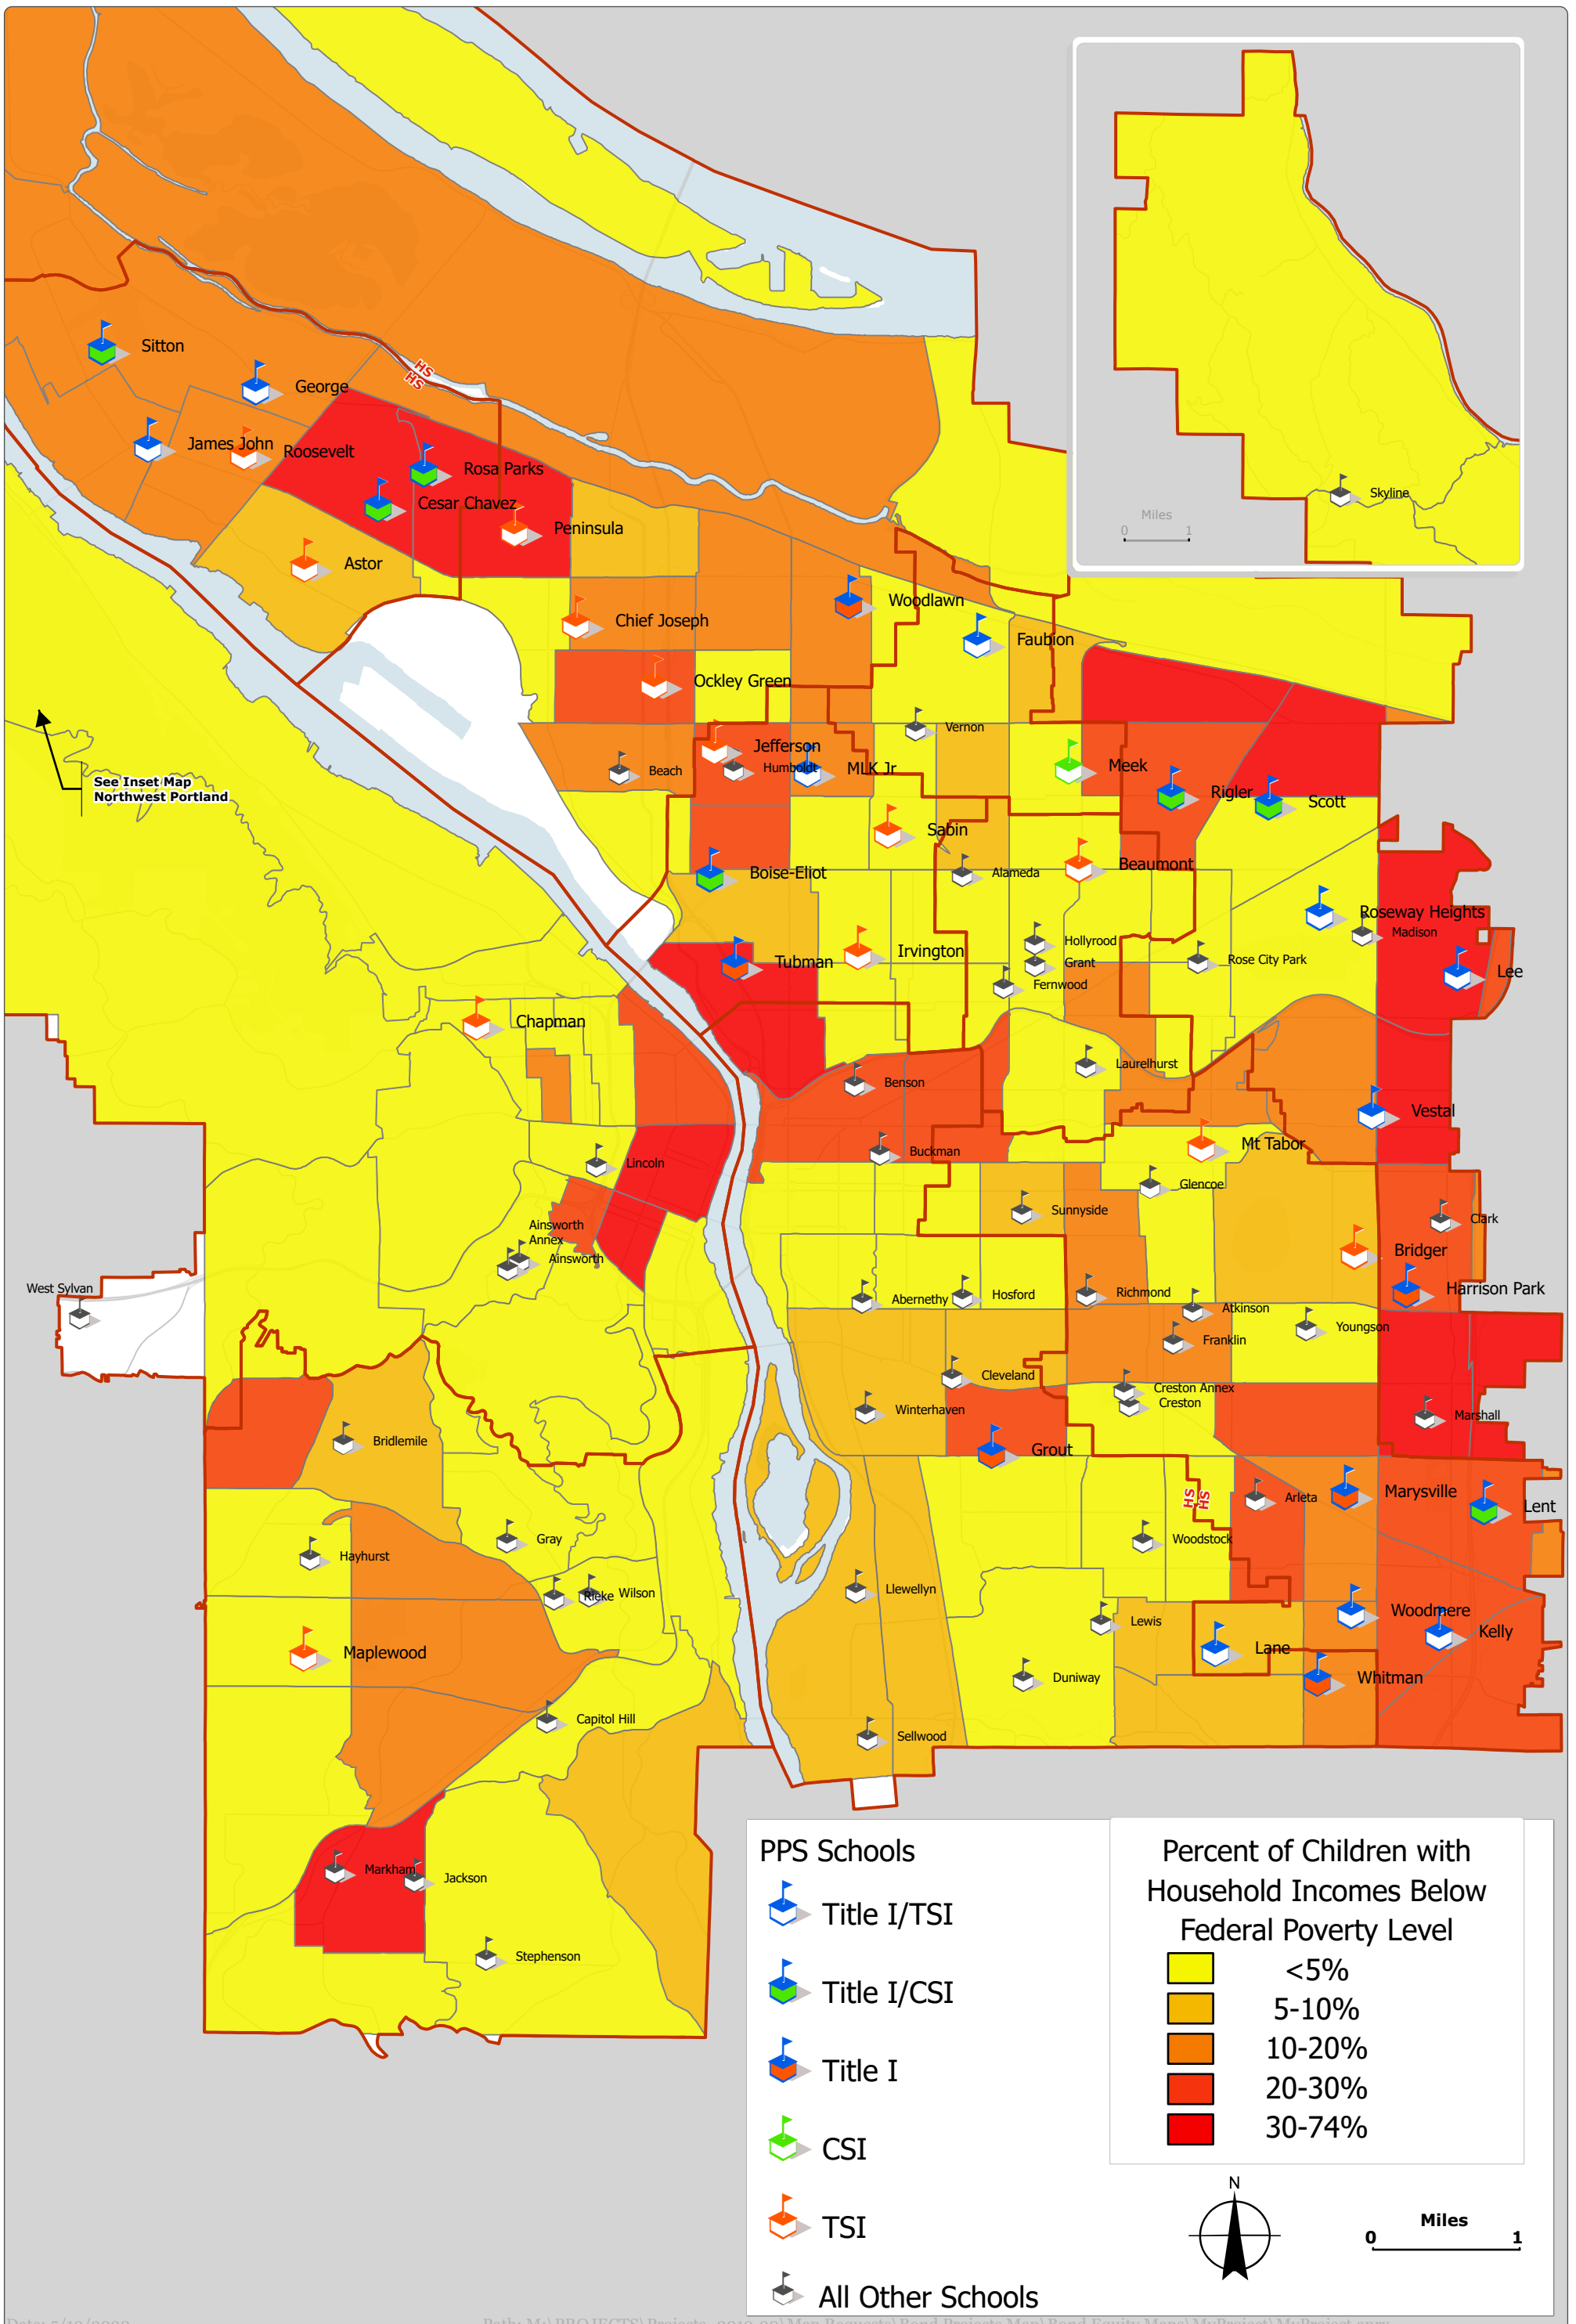 Skyline
Miles
0 1
Sitton
George
HS
HS
James John
Roosevelt
Rosa Parks
Cesar Chavez
Peninsula
Astor
Woodlawn
Chief Joseph
Faubion
Ockley Green
Vernon
Jefferson
Humboldt
MLK Jr
Beach
Meek
See Inset Map
Northwest Portland
Rigler
Scott
Sabin
Beaumont
Boise-Eliot
Alameda
Roseway Heights
Madison
Hollyrood
Irvington
Tubman
Grant
Rose City Park
Lee
Fernwood
Chapman
Laurelhurst
Benson
Vestal
Mt Tabor
Buckman
Lincoln
Glencoe
Sunnyside
Clark
Ainsworth
Annex
Ainsworth
Bridger
West Sylvan
Harrison Park
Richmond
Hosford
Abernethy
Atkinson
Youngson
Franklin
Cleveland
Creston Annex
Creston
Winterhaven
Marshall
Bridlemile
Grout
Marysville
HS
HS
Arleta
Lent
Gray
Woodstock
Hayhurst
Llewellyn
Rieke
Wilson
Woodmere
Lewis
Kelly
Lane
Maplewood
Duniway
Whitman
Capitol Hill
Sellwood
Markham
Jackson
Stephenson
PPS Schools
Title I/TSI
Title I/CSI
Title I
CSI
TSI
All Other Schools
Percent of Children with
Household Incomes Below
Federal Poverty Level
<5%
5-10%
10-20%
20-30%
30-74%
N
Miles
0 1